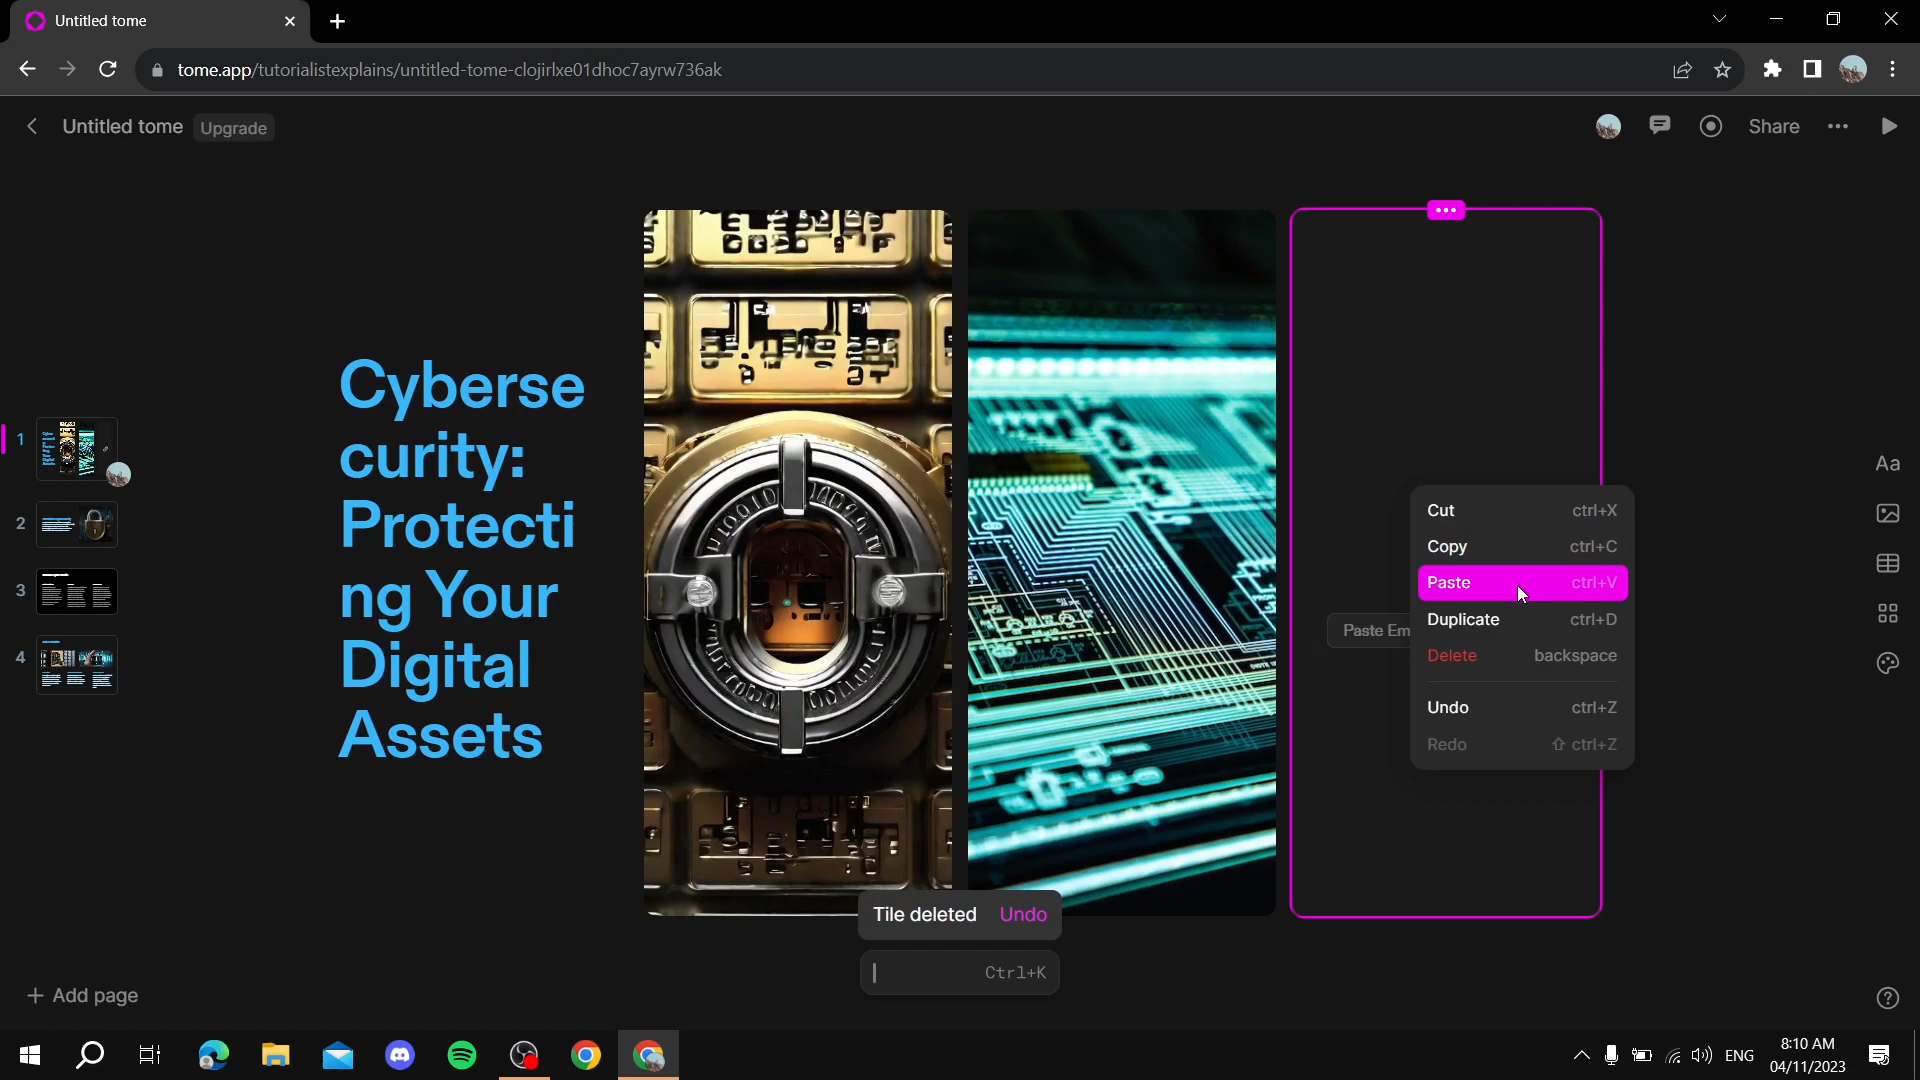 Untitled tome
tome.app/tutorialistexplains/untitled-tome-clojirlxe01dhoc7ayrw736ak
Untitled tome
Upgrade
Share
Cyberse
curity:
Protecti
ng Your
Digital
Assets
1
2
3
4
Aa
Cut ctrl+X
Copy ctrl+C
Paste ctrl+V
Duplicate ctrl+D
Delete backspace
Undo ctrl+Z
Redo ⇧ ctrl+Z
Paste Em
Tile deleted Undo
Ctrl+K
+ Add page
ENG
8:10 AM
04/11/2023